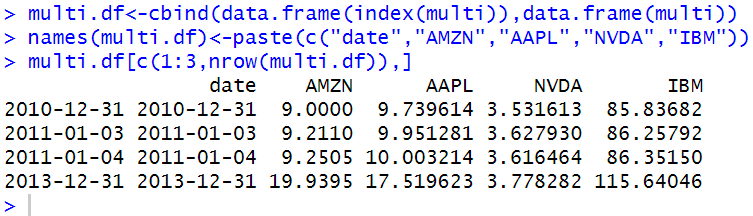 > multi.df<-cbind(data.frame(index(multi)),data.frame(multi))
> names(multi.df)<-paste(c("date","AMZN","AAPL","NVDA","IBM"))
> multi.df[c(1:3,nrow(multi.df)),]
date AMZN AAPL NVDA IBM
2010-12-31 2010-12-31 9.0000 9.739614 3.531613 85.83682
2011-01-03 2011-01-03 9.2110 9.951281 3.627930 86.25792
2011-01-04 2011-01-04 9.2505 10.003214 3.616464 86.35150
2013-12-31 2013-12-31 19.9395 17.519623 3.778282 115.64046
>